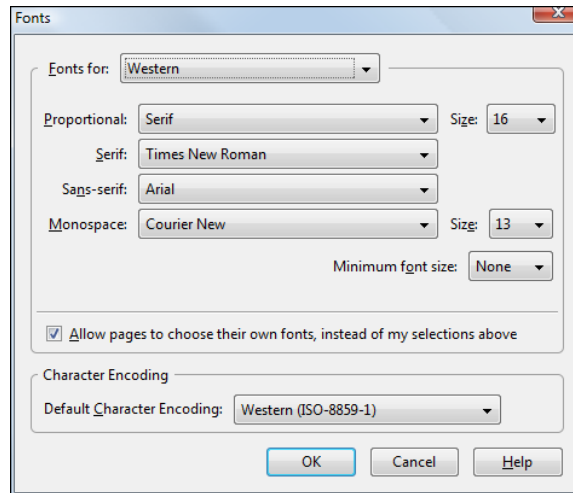 Fonts
Fonts for: Western
Proportional: Serif Size: 16
Serif: Times New Roman
Sans-serif: Arial
Monospace: Courier New Size: 13
Minimum font size: None
Allow pages to choose their own fonts, instead of my selections above
Character Encoding
Default Character Encoding: Western (ISO-8859-1)
OK Cancel Help